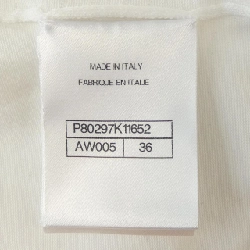 MADE IN ITALY
FABRIQUE EN ITALIE
P80297K11652
AW005 36